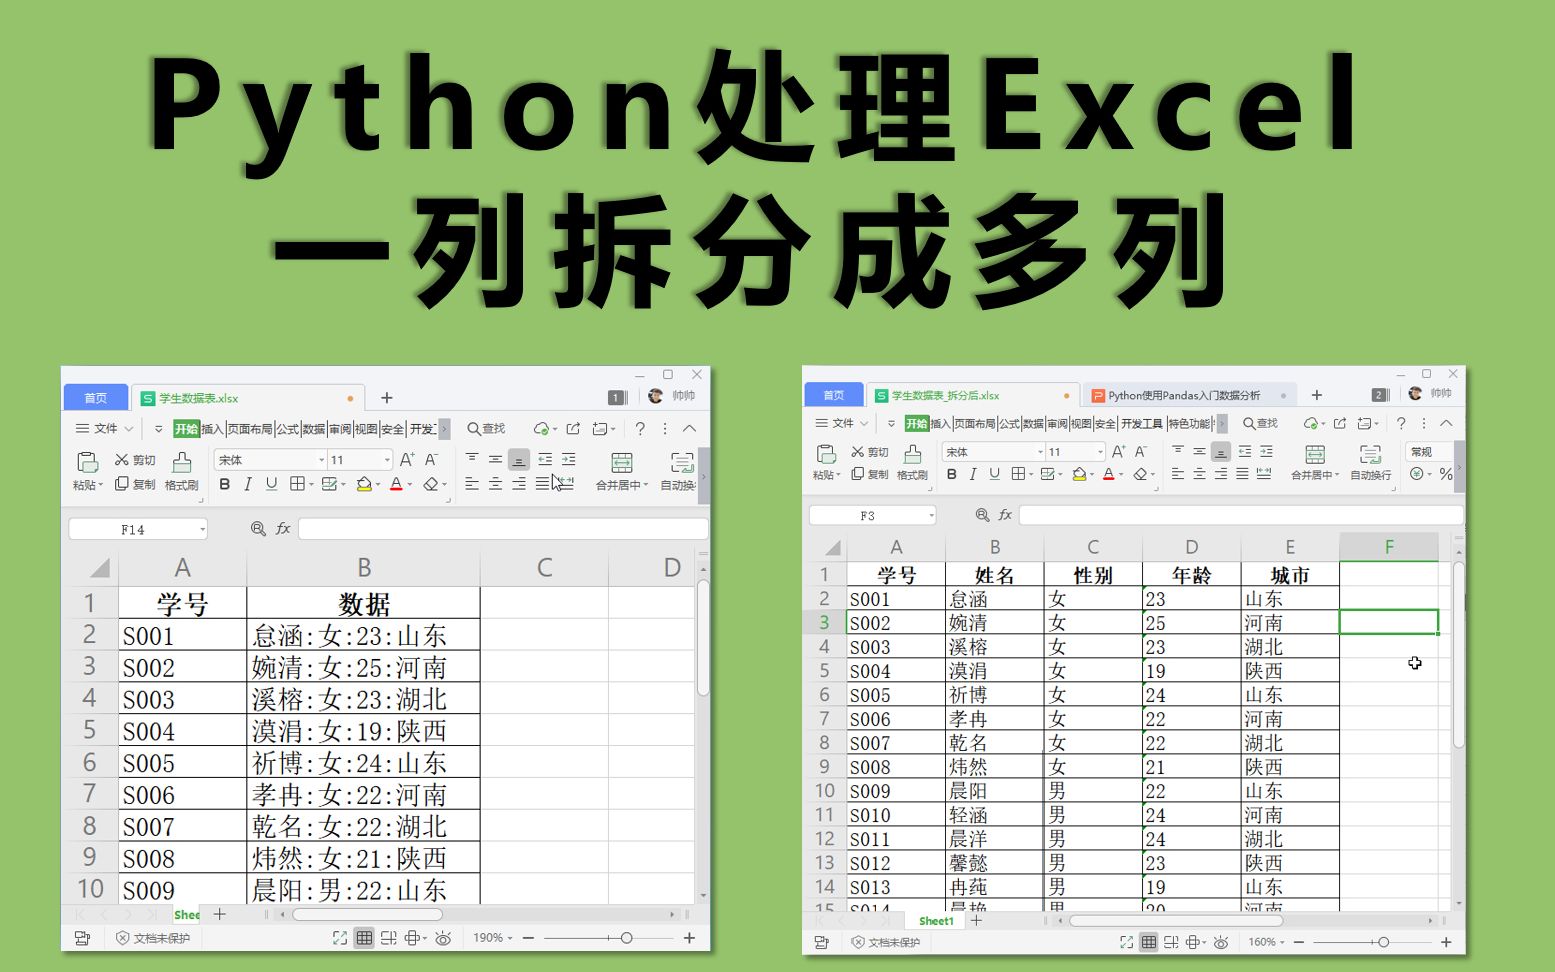 Python处理Excel
一列拆分成多列
首页 学生数据表.xlsx 1 帅帅
文件 开始 插入 页面布局 公式 数据 审阅 视图 安全 开发工 查找
粘贴 剪切 复制 格式刷 宋体 11 合并居中 自动换
B I U A
F14 fx
A B C D
1 学号 数据
2 S001 怠涵:女:23:山东
3 S002 婉清:女:25:河南
4 S003 溪榕:女:23:湖北
5 S004 漠涓:女:19:陕西
6 S005 祈博:女:24:山东
7 S006 孝冉:女:22:河南
8 S007 乾名:女:22:湖北
9 S008 炜然:女:21:陕西
10 S009 晨阳:男:22:山东
Shee
文档未保护 190%
首页 学生数据表_拆分后.xlsx Python使用Pandas入门数据分析 2 帅帅
文件 开始 插入 页面布局 公式 数据 审阅 视图 安全 开发工具 特色功能 查找
粘贴 剪切 复制 格式刷 宋体 11 合并居中 自动换行 常规
B I U A %
F3 fx
A B C D E F
1 学号 姓名 性别 年龄 城市
2 S001 怠涵 女 23 山东
3 S002 婉清 女 25 河南
4 S003 溪榕 女 23 湖北
5 S004 漠涓 女 19 陕西
6 S005 祈博 女 24 山东
7 S006 孝冉 女 22 河南
8 S007 乾名 女 22 湖北
9 S008 炜然 女 21 陕西
10 S009 晨阳 男 22 山东
11 S010 轻涵 男 24 河南
12 S011 晨洋 男 24 湖北
13 S012 馨懿 男 23 陕西
14 S013 冉莼 男 19 山东
15 S014 男 20 河南
Sheet1
文档未保护 160%